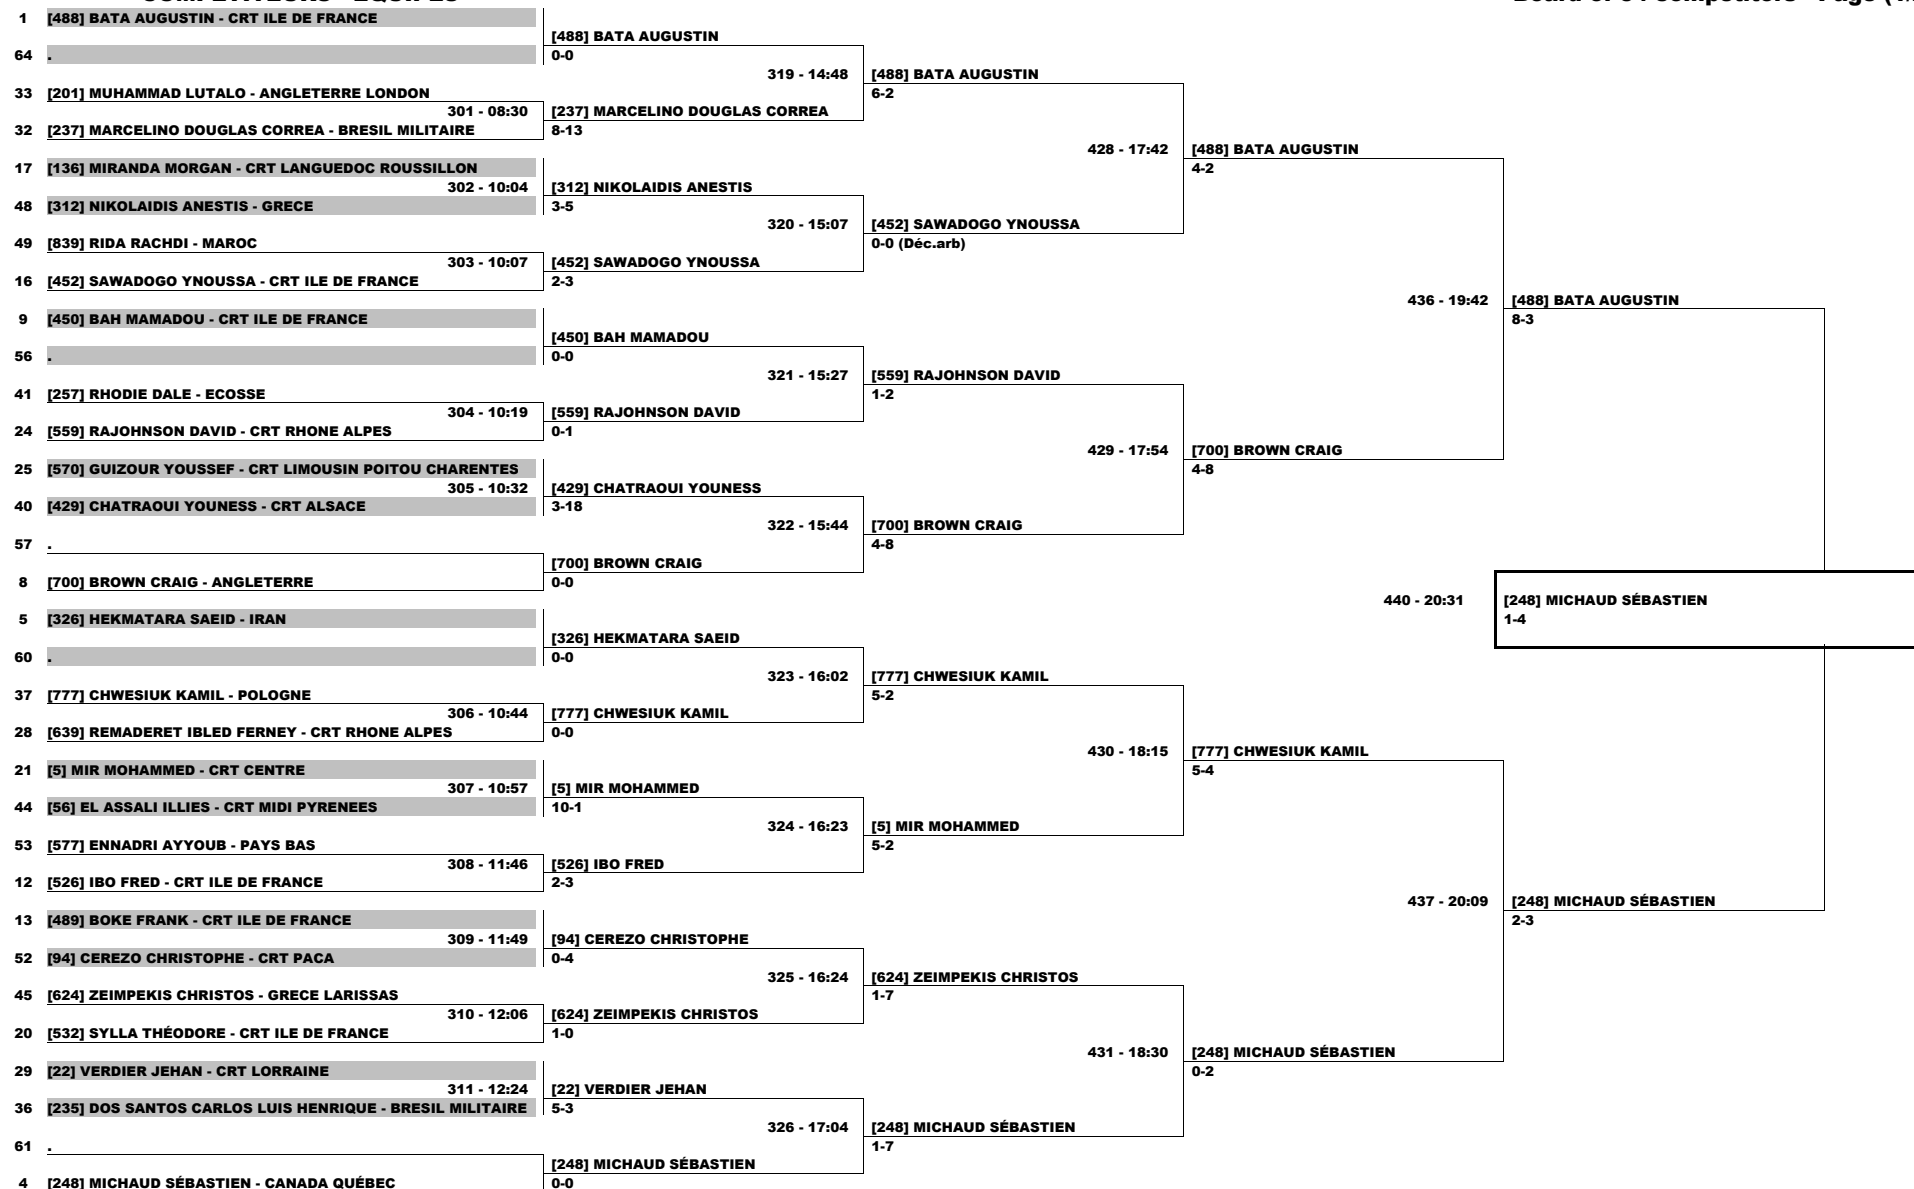 1 [488] BATA AUGUSTIN - CRT ILE DE FRANCE
[488] BATA AUGUSTIN
64 .
0-0
319 - 14:48
[488] BATA AUGUSTIN
6-2
33 [201] MUHAMMAD LUTALO - ANGLETERRE LONDON
301 - 08:30
[237] MARCELINO DOUGLAS CORREA
32 [237] MARCELINO DOUGLAS CORREA - BRESIL MILITAIRE
8-13
428 - 17:42
[488] BATA AUGUSTIN
4-2
17 [136] MIRANDA MORGAN - CRT LANGUEDOC ROUSSILLON
302 - 10:04
[312] NIKOLAIDIS ANESTIS
48 [312] NIKOLAIDIS ANESTIS - GRECE
3-5
320 - 15:07
[452] SAWADOGO YNOUSSA
0-0 (Déc.arb)
49 [839] RIDA RACHDI - MAROC
303 - 10:07
[452] SAWADOGO YNOUSSA
16 [452] SAWADOGO YNOUSSA - CRT ILE DE FRANCE
2-3
436 - 19:42
[488] BATA AUGUSTIN
8-3
9 [450] BAH MAMADOU - CRT ILE DE FRANCE
[450] BAH MAMADOU
56 .
0-0
321 - 15:27
[559] RAJOHNSON DAVID
1-2
41 [257] RHODIE DALE - ECOSSE
304 - 10:19
[559] RAJOHNSON DAVID
24 [559] RAJOHNSON DAVID - CRT RHONE ALPES
0-1
429 - 17:54
[700] BROWN CRAIG
4-8
25 [570] GUIZOUR YOUSSEF - CRT LIMOUSIN POITOU CHARENTES
305 - 10:32
[429] CHATRAOUI YOUNESS
40 [429] CHATRAOUI YOUNESS - CRT ALSACE
3-18
322 - 15:44
[700] BROWN CRAIG
4-8
57 .
[700] BROWN CRAIG
8 [700] BROWN CRAIG - ANGLETERRE
0-0
440 - 20:31
[248] MICHAUD SÉBASTIEN
1-4
5 [326] HEKMATARA SAEID - IRAN
[326] HEKMATARA SAEID
60 .
0-0
323 - 16:02
[777] CHWESIUK KAMIL
5-2
37 [777] CHWESIUK KAMIL - POLOGNE
306 - 10:44
[777] CHWESIUK KAMIL
28 [639] REMADERET IBLED FERNEY - CRT RHONE ALPES
0-0
430 - 18:15
[777] CHWESIUK KAMIL
5-4
21 [5] MIR MOHAMMED - CRT CENTRE
307 - 10:57
[5] MIR MOHAMMED
44 [56] EL ASSALI ILLIES - CRT MIDI PYRENEES
10-1
324 - 16:23
[5] MIR MOHAMMED
5-2
53 [577] ENNADRI AYYOUB - PAYS BAS
308 - 11:46
[526] IBO FRED
12 [526] IBO FRED - CRT ILE DE FRANCE
2-3
437 - 20:09
[248] MICHAUD SÉBASTIEN
2-3
13 [489] BOKE FRANK - CRT ILE DE FRANCE
309 - 11:49
[94] CEREZO CHRISTOPHE
52 [94] CEREZO CHRISTOPHE - CRT PACA
0-4
325 - 16:24
[624] ZEIMPEKIS CHRISTOS
1-7
45 [624] ZEIMPEKIS CHRISTOS - GRECE LARISSAS
310 - 12:06
[624] ZEIMPEKIS CHRISTOS
20 [532] SYLLA THÉODORE - CRT ILE DE FRANCE
1-0
431 - 18:30
[248] MICHAUD SÉBASTIEN
0-2
29 [22] VERDIER JEHAN - CRT LORRAINE
311 - 12:24
[22] VERDIER JEHAN
36 [235] DOS SANTOS CARLOS LUIS HENRIQUE - BRESIL MILITAIRE
5-3
326 - 17:04
[248] MICHAUD SÉBASTIEN
1-7
61 .
[248] MICHAUD SÉBASTIEN
4 [248] MICHAUD SÉBASTIEN - CANADA QUÉBEC
0-0